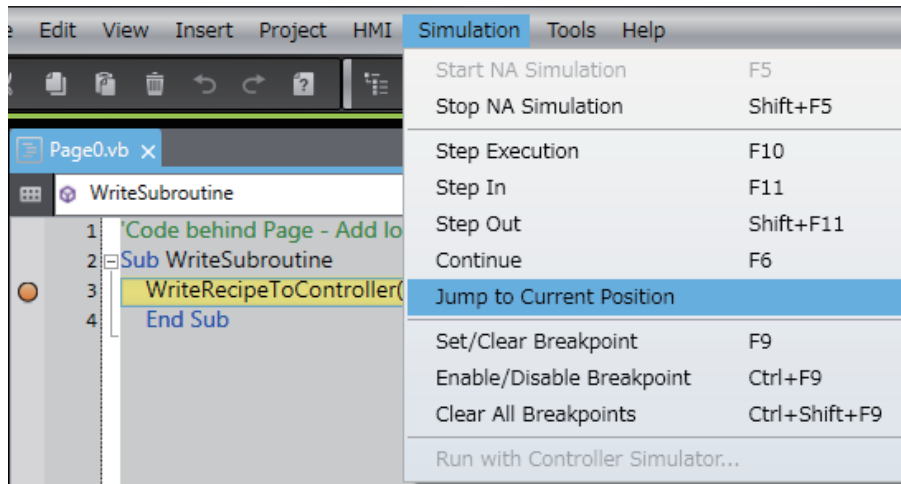 Edit View Insert Project HMI Simulation Tools Help
Start NA Simulation F5
Stop NA Simulation Shift+F5
Step Execution F10
Step In F11
Step Out Shift+F11
Continue F6
Jump to Current Position
Set/Clear Breakpoint F9
Enable/Disable Breakpoint Ctrl+F9
Clear All Breakpoints Ctrl+Shift+F9
Run with Controller Simulator...
Page0.vb
WriteSubroutine
1 'Code behind Page - Add lo
2 Sub WriteSubroutine
3 WriteRecipeToController(
4 End Sub